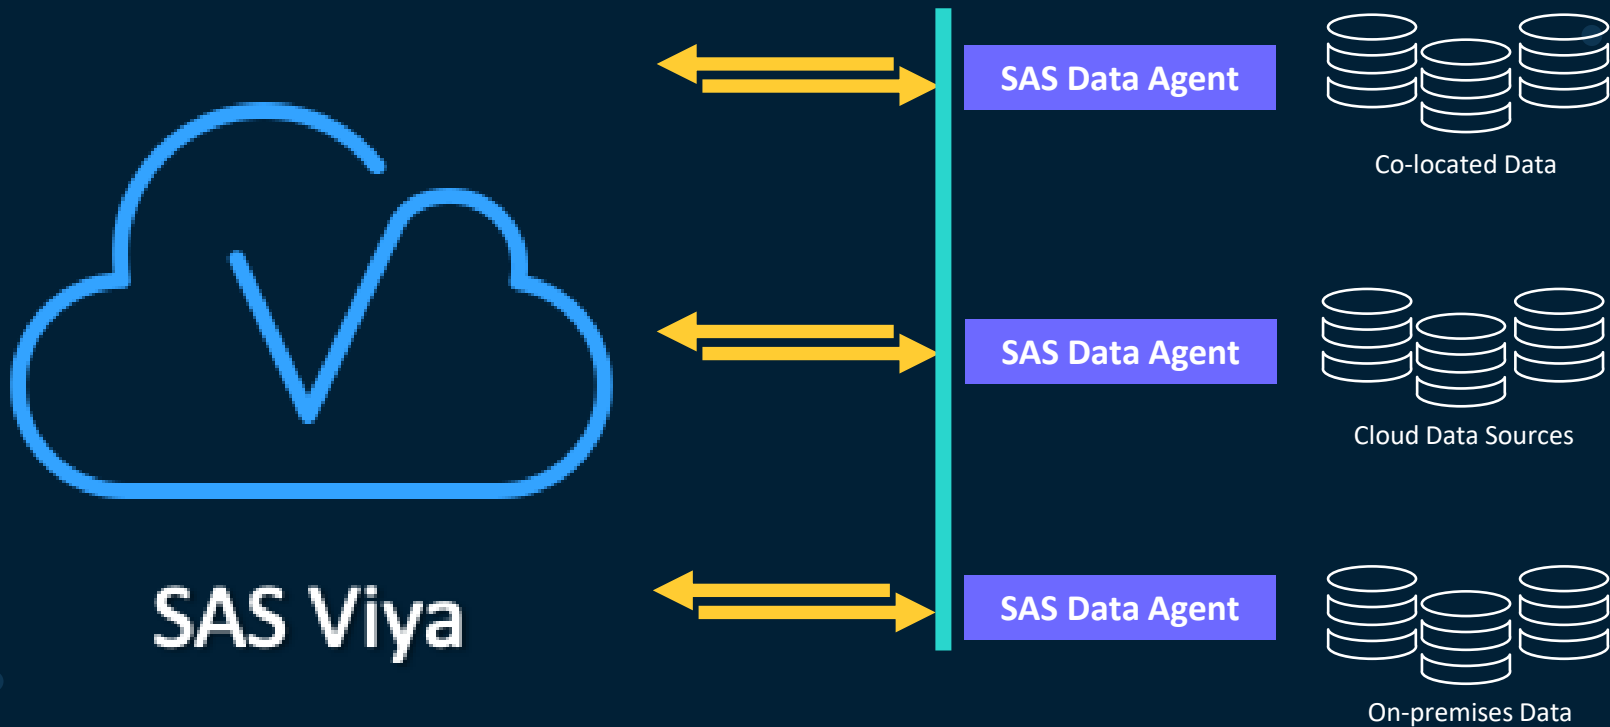 SAS Viya
SAS Data Agent
Co-located Data
SAS Data Agent
Cloud Data Sources
SAS Data Agent
On-premises Data